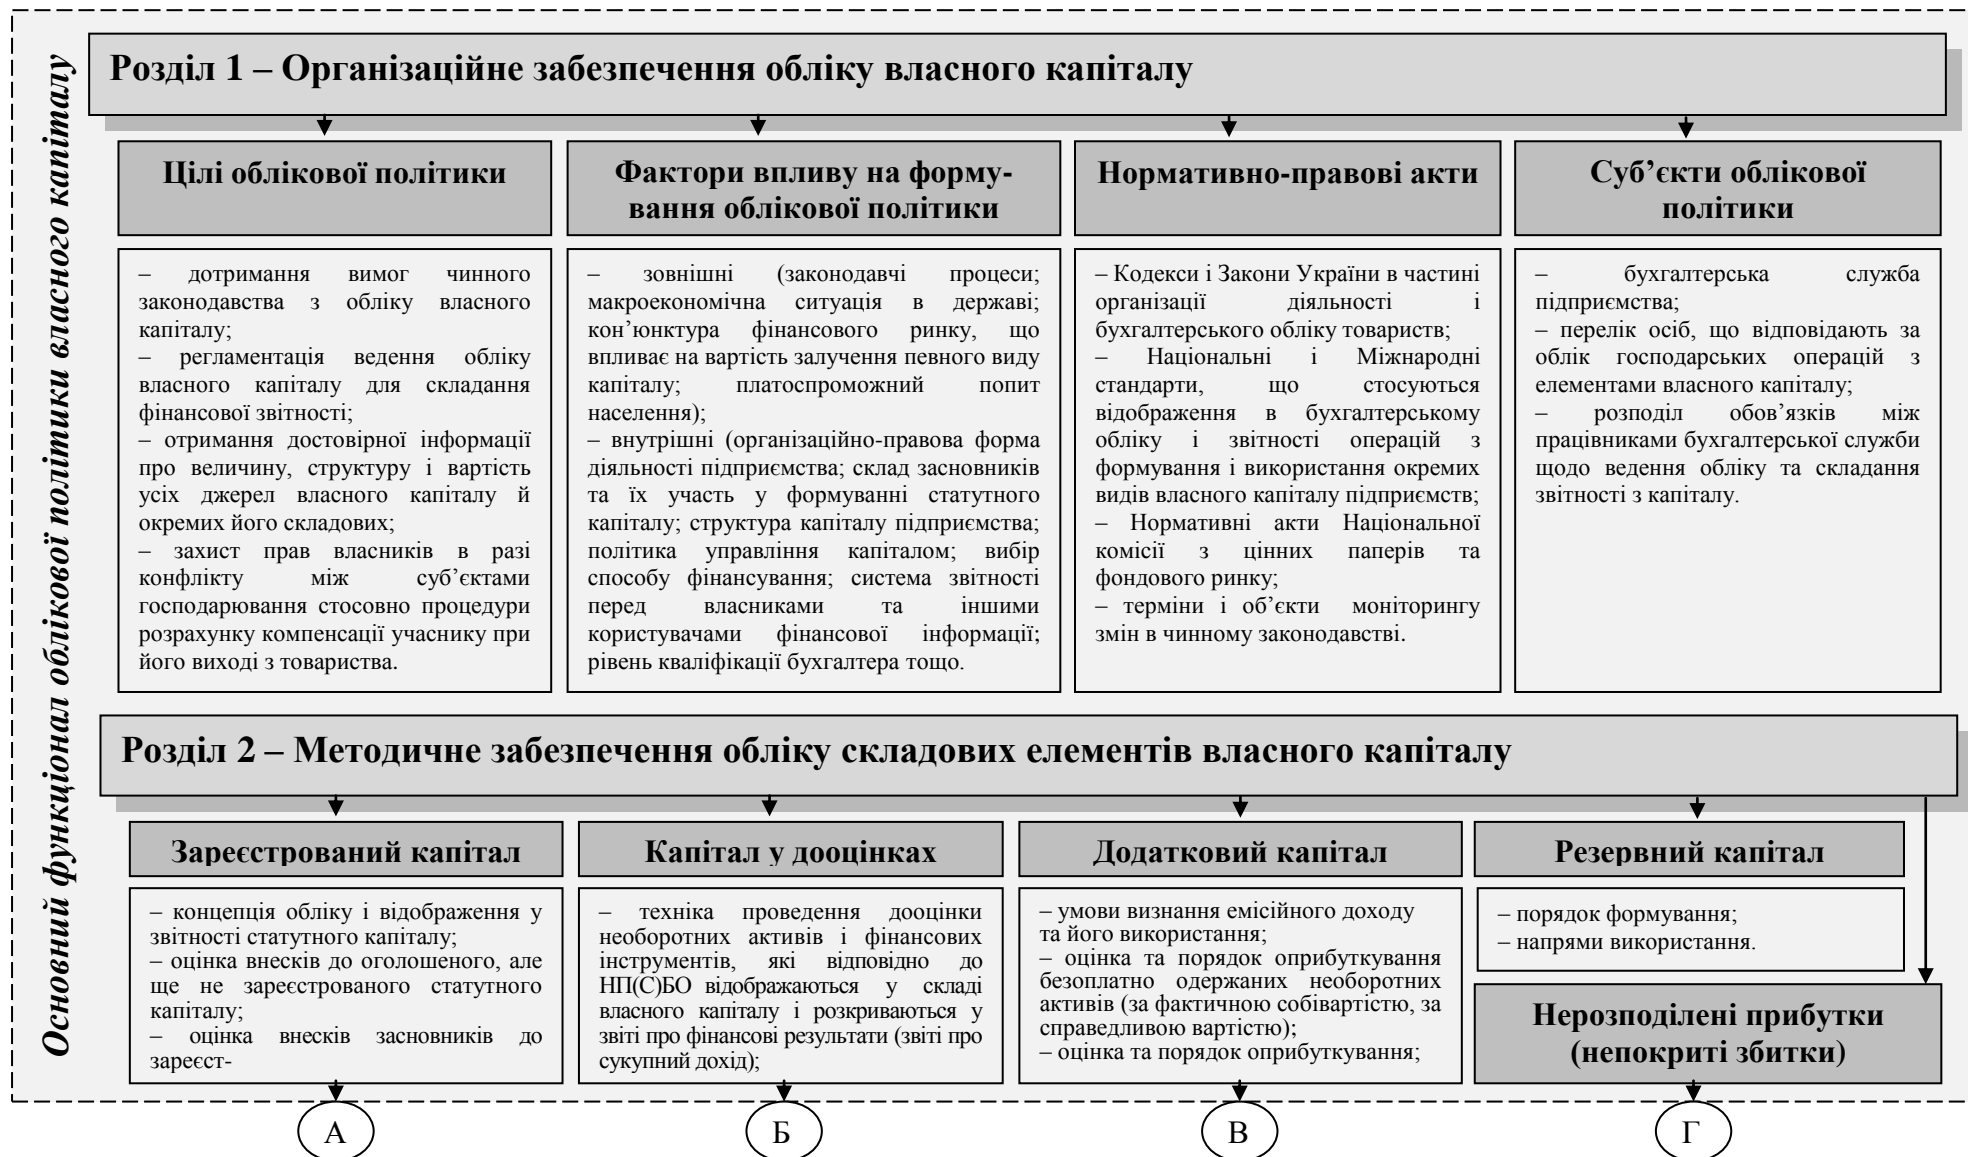 Основний функціонал облікової політики власного капіталу
Розділ 1 – Організаційне забезпечення обліку власного капіталу
Цілі облікової політики
– дотримання вимог чинного
законодавства з обліку власного
капіталу;
– регламентація ведення обліку
власного капіталу для складання
фінансової звітності;
– отримання достовірної інформації
про величину, структуру і вартість
усіх джерел власного капіталу й
окремих його складових;
– захист прав власників в разі
конфлікту між суб’єктами
господарювання стосовно процедури
розрахунку компенсації учаснику при
його виході з товариства.
Фактори впливу на форму-
вання облікової політики
– зовнішні (законодавчі процеси;
макроекономічна ситуація в державі;
кон’юнктура фінансового ринку, що
впливає на вартість залучення певного виду
капіталу; платоспроможний попит
населення);
– внутрішні (організаційно-правова форма
діяльності підприємства; склад засновників
та їх участь у формуванні статутного
капіталу; структура капіталу підприємства;
політика управління капіталом; вибір
способу фінансування; система звітності
перед власниками та іншими
користувачами фінансової інформації;
рівень кваліфікації бухгалтера тощо.
Нормативно-правові акти
– Кодекси і Закони України в частині
організації діяльності і
бухгалтерського обліку товариств;
– Національні і Міжнародні
стандарти, що стосуються
відображення в бухгалтерському
обліку і звітності операцій з
формування і використання окремих
видів власного капіталу підприємств;
– Нормативні акти Національної
комісії з цінних паперів та
фондового ринку;
– терміни і об’єкти моніторингу
змін в чинному законодавстві.
Суб’єкти облікової
політики
– бухгалтерська служба
підприємства;
– перелік осіб, що відповідають за
облік господарських операцій з
елементами власного капіталу;
– розподіл обов’язків між
працівниками бухгалтерської служби
щодо ведення обліку та складання
звітності з капіталу.
Розділ 2 – Методичне забезпечення обліку складових елементів власного капіталу
Зареєстрований капітал
– концепція обліку і відображення у
звітності статутного капіталу;
– оцінка внесків до оголошеного, але
ще не зареєстрованого статутного
капіталу;
– оцінка внесків засновників до
зареєст-
Капітал у дооцінках
– техніка проведення дооцінки
необоротних активів і фінансових
інструментів, які відповідно до
НП(С)БО відображаються у складі
власного капіталу і розкриваються у
звіті про фінансові результати (звіті про
сукупний дохід);
Додатковий капітал
– умови визнання емісійного доходу
та його використання;
– оцінка та порядок оприбуткування
безоплатно одержаних необоротних
активів (за фактичною собівартістю, за
справедливою вартістю);
– оцінка та порядок оприбуткування;
Резервний капітал
– порядок формування;
– напрями використання.
Нерозподілені прибутки
(непокриті збитки)
А
Б
В
Г